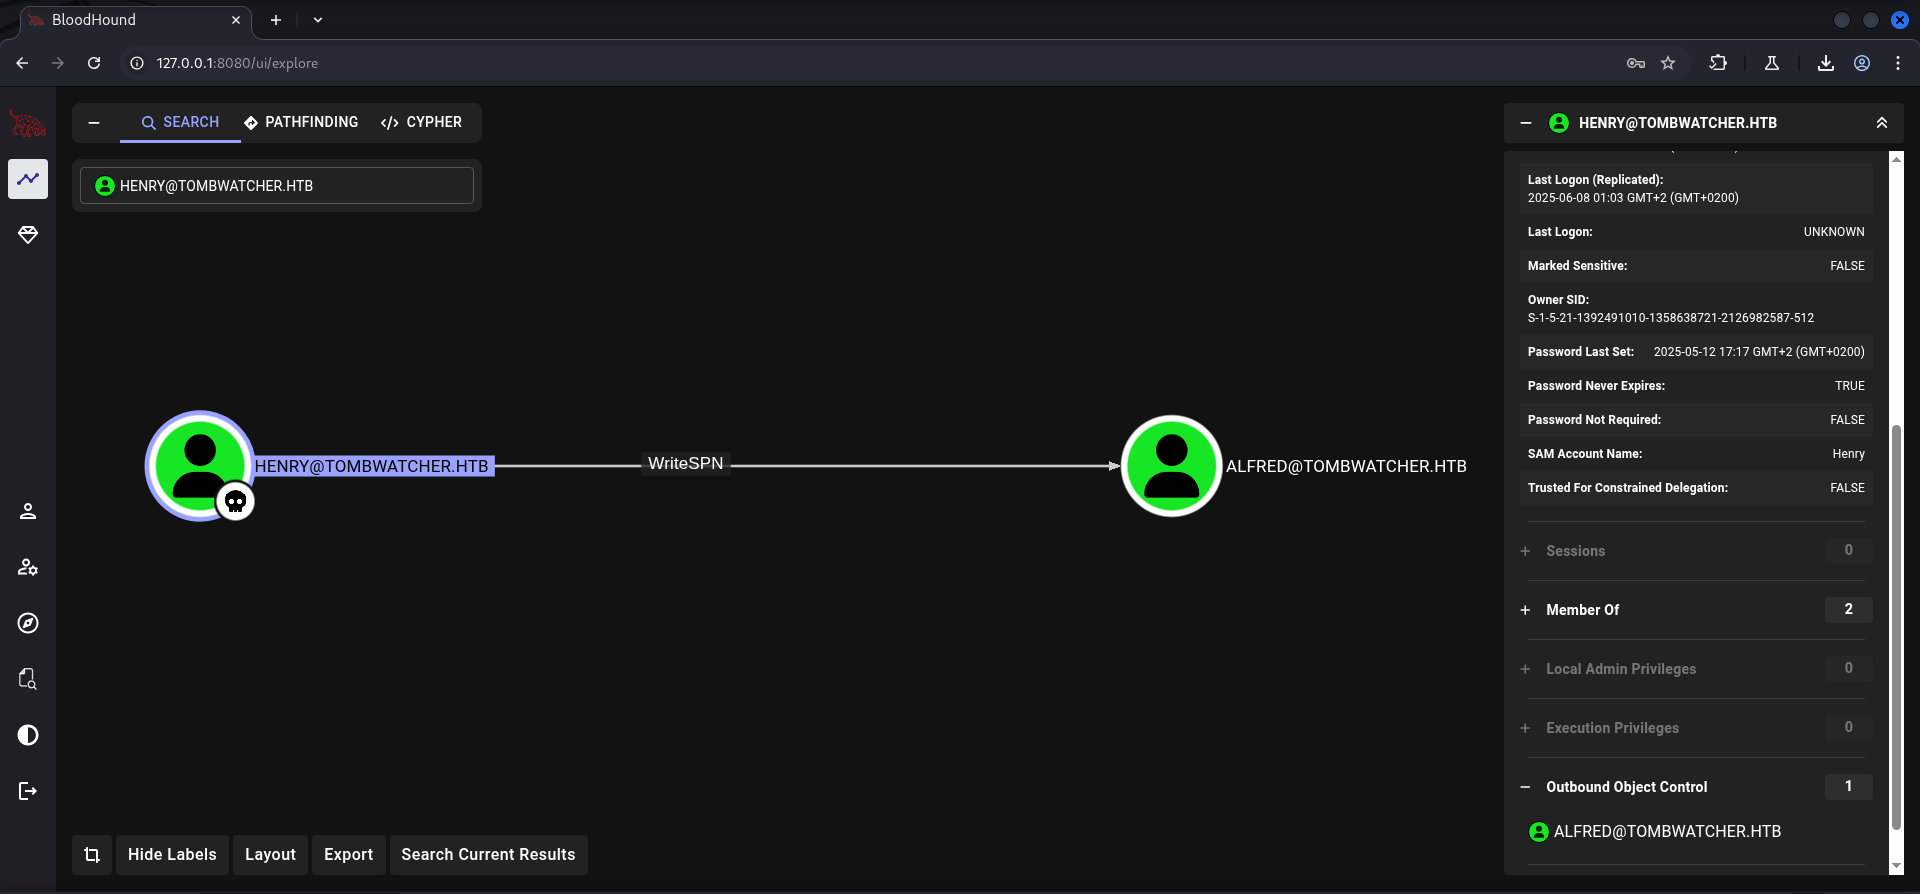 BloodHound
127.0.0.1:8080/ui/explore
SEARCH PATHFINDING CYPHER
HENRY@TOMBWATCHER.HTB
HENRY@TOMBWATCHER.HTB
WriteSPN
ALFRED@TOMBWATCHER.HTB
Hide Labels Layout Export Search Current Results
HENRY@TOMBWATCHER.HTB
Last Logon (Replicated):
2025-06-08 01:03 GMT+2 (GMT+0200)
Last Logon: UNKNOWN
Marked Sensitive: FALSE
Owner SID:
S-1-5-21-1392491010-1358638721-2126982587-512
Password Last Set: 2025-05-12 17:17 GMT+2 (GMT+0200)
Password Never Expires: TRUE
Password Not Required: FALSE
SAM Account Name: Henry
Trusted For Constrained Delegation: FALSE
Sessions 0
Member Of 2
Local Admin Privileges 0
Execution Privileges 0
Outbound Object Control 1
ALFRED@TOMBWATCHER.HTB